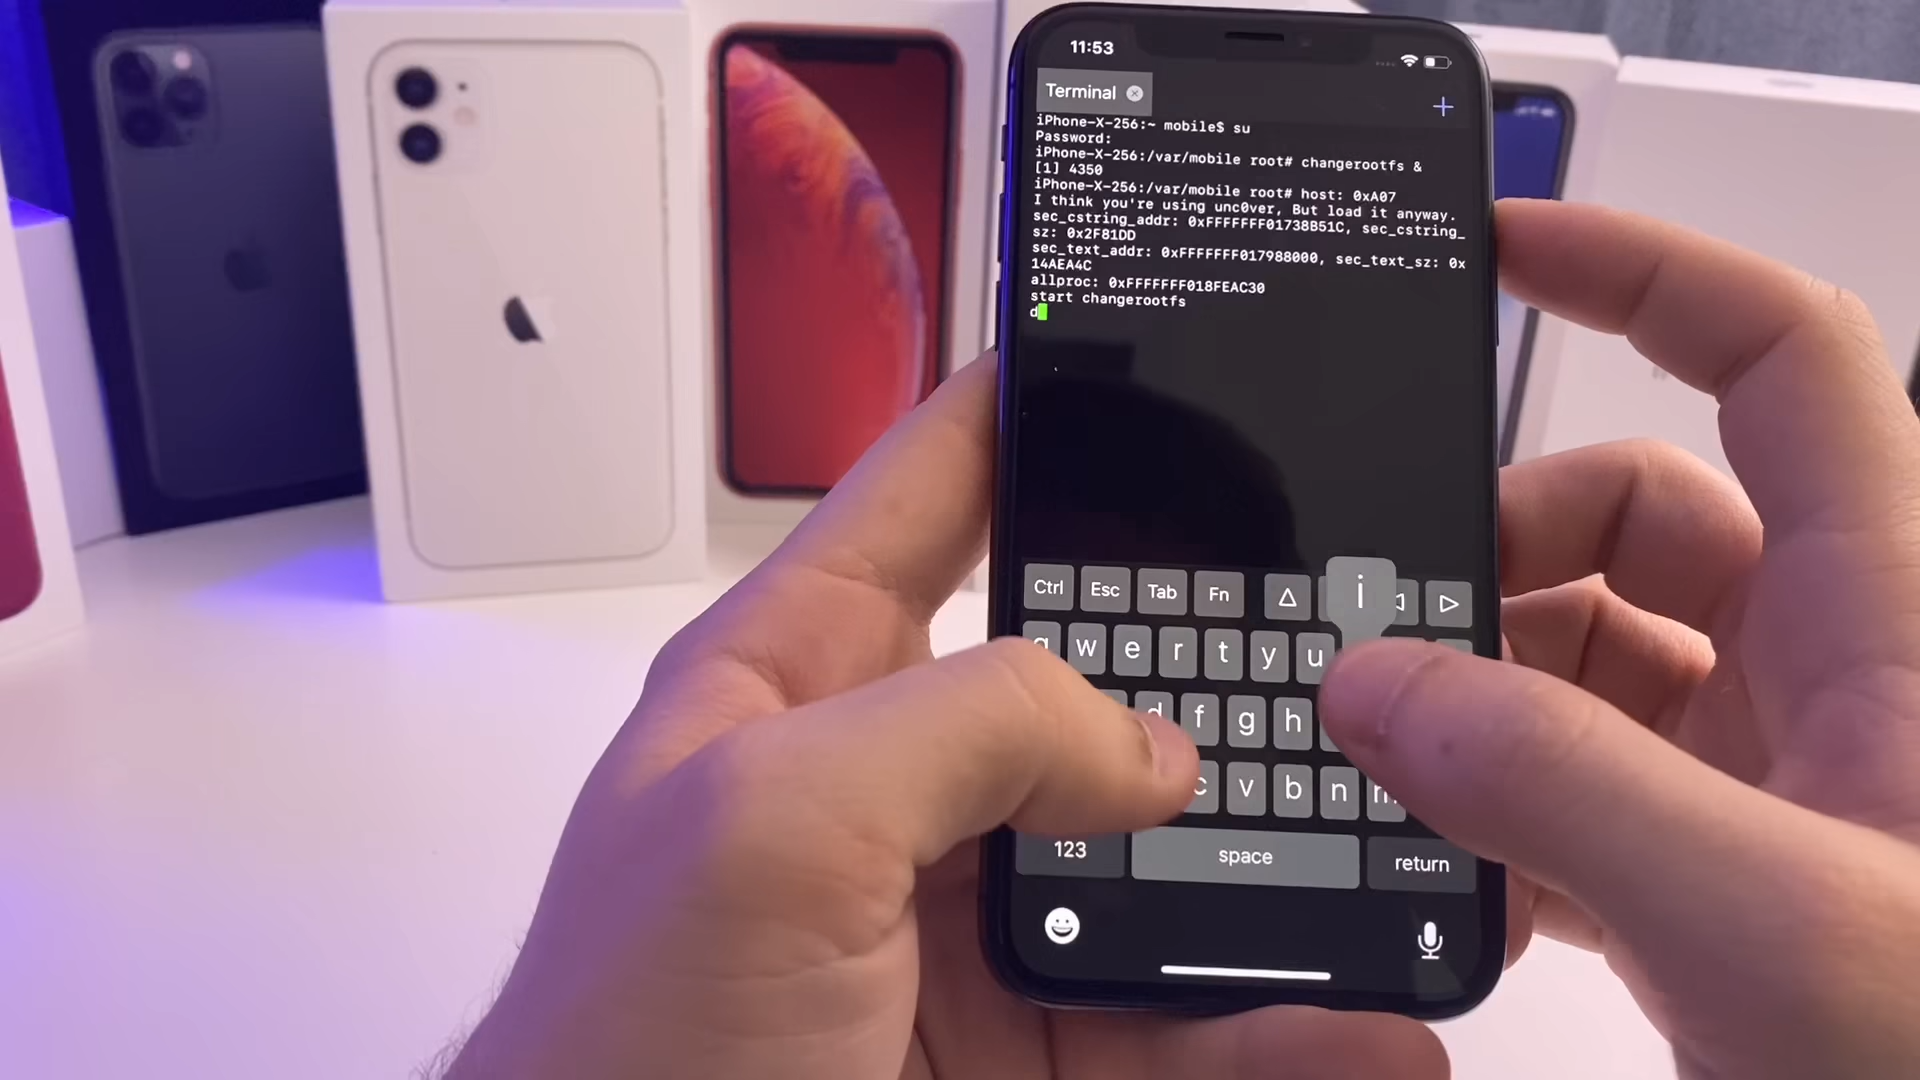 11:53
Terminal
iPhone-X-256:~ mobile$ su
Password:
iPhone-X-256:/var/mobile root# changerootfs &
[1] 4350
iPhone-X-256:/var/mobile root# host: 0xA07
I think you're using unc0ver, But load it anyway.
sec_cstring_addr: 0xFFFFFFF01738B51C, sec_cstring_
sz: 0x2F81DD
sec_text_addr: 0xFFFFFFF017988000, sec_text_sz: 0x
14AEA4C
allproc: 0xFFFFFFF018FEAC30
start changerootfs
d
Ctrl Esc Tab Fn i
q w e r t y u
d f g h
c v b n m
123 space return